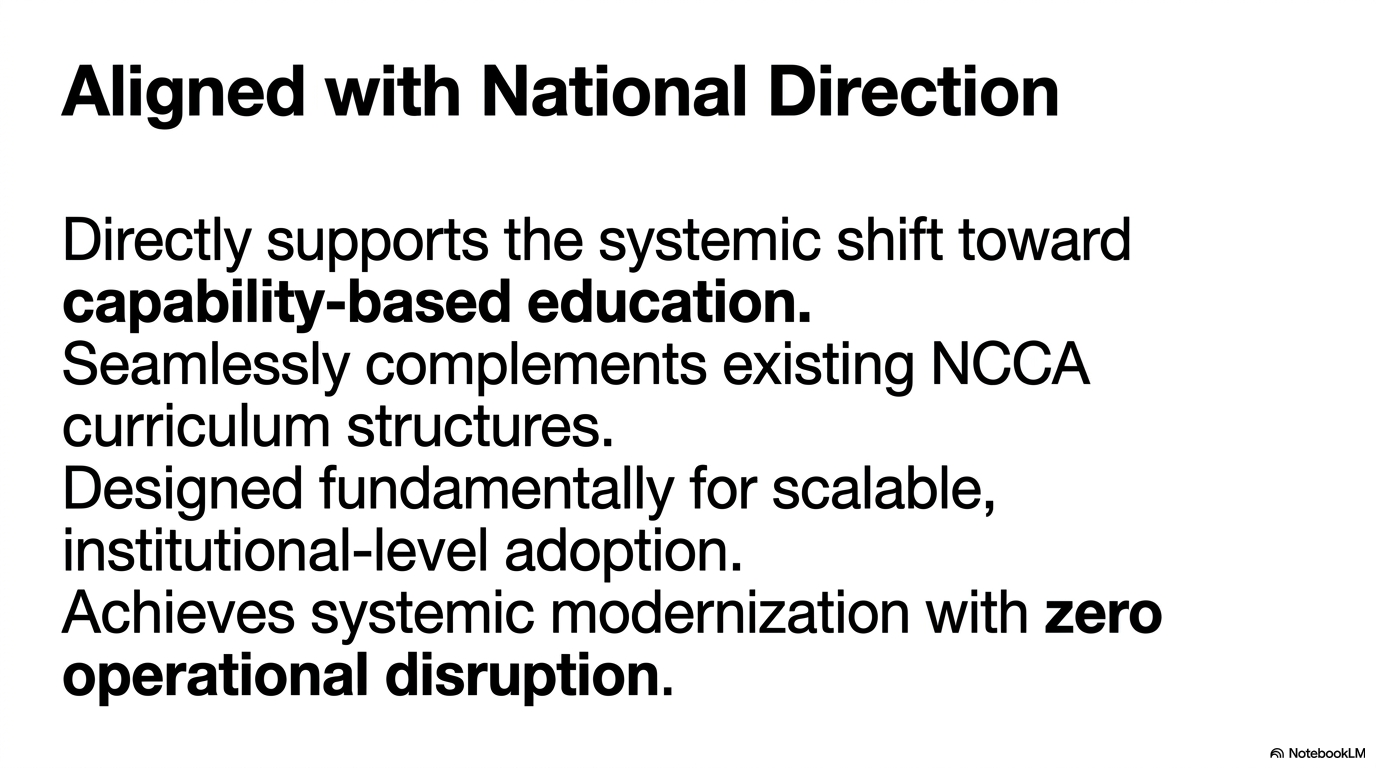 Aligned with National Direction
Directly supports the systemic shift toward
capability-based education.
Seamlessly complements existing NCCA
curriculum structures.
Designed fundamentally for scalable,
institutional-level adoption.
Achieves systemic modernization with zero
operational disruption.
NotebookLM